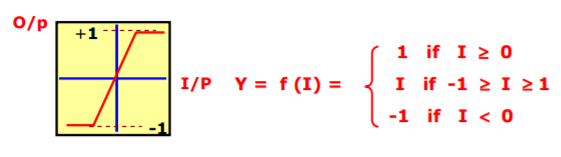 O/p
+1
-1
I/P
Y = f (I) =
1 if I ≥ 0
I if -1 ≥ I ≥ 1
-1 if I < 0